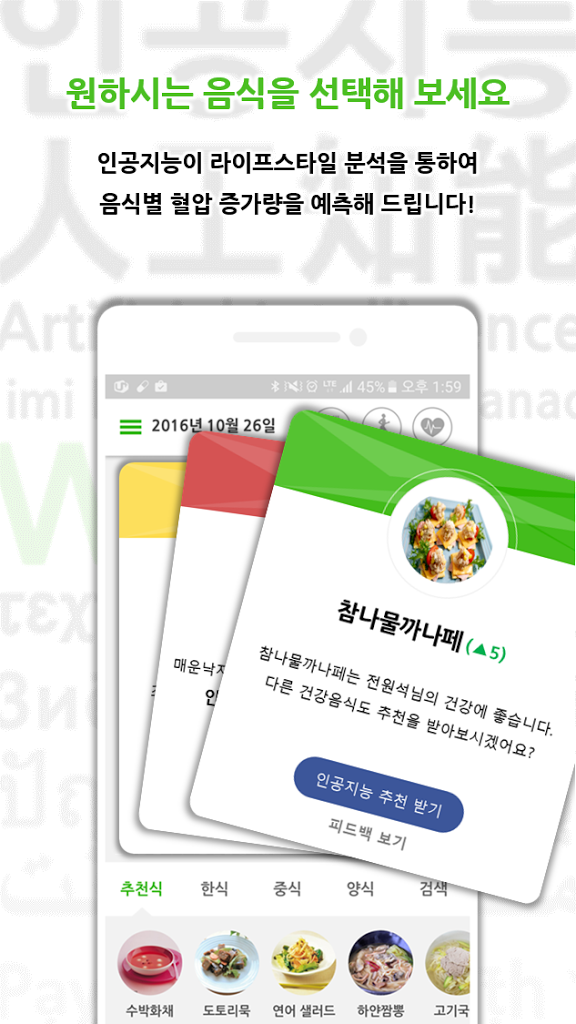 원하시는 음식을 선택해 보세요
인공지능이 라이프스타일 분석을 통하여
음식별 혈압 증가량을 예측해 드립니다!
인공지능
人工知能
LTE 45% 오후 1:59
2016년 10월 26일
참나물까나페 (▲5)
참나물까나페는 전원석님의 건강에 좋습니다.
다른 건강음식도 추천을 받아보시겠어요?
인공지능 추천 받기
피드백 보기
추천식 한식 중식 양식 검색
수박화채 도토리묵 연어 샐러드 하얀짬뽕 고기국